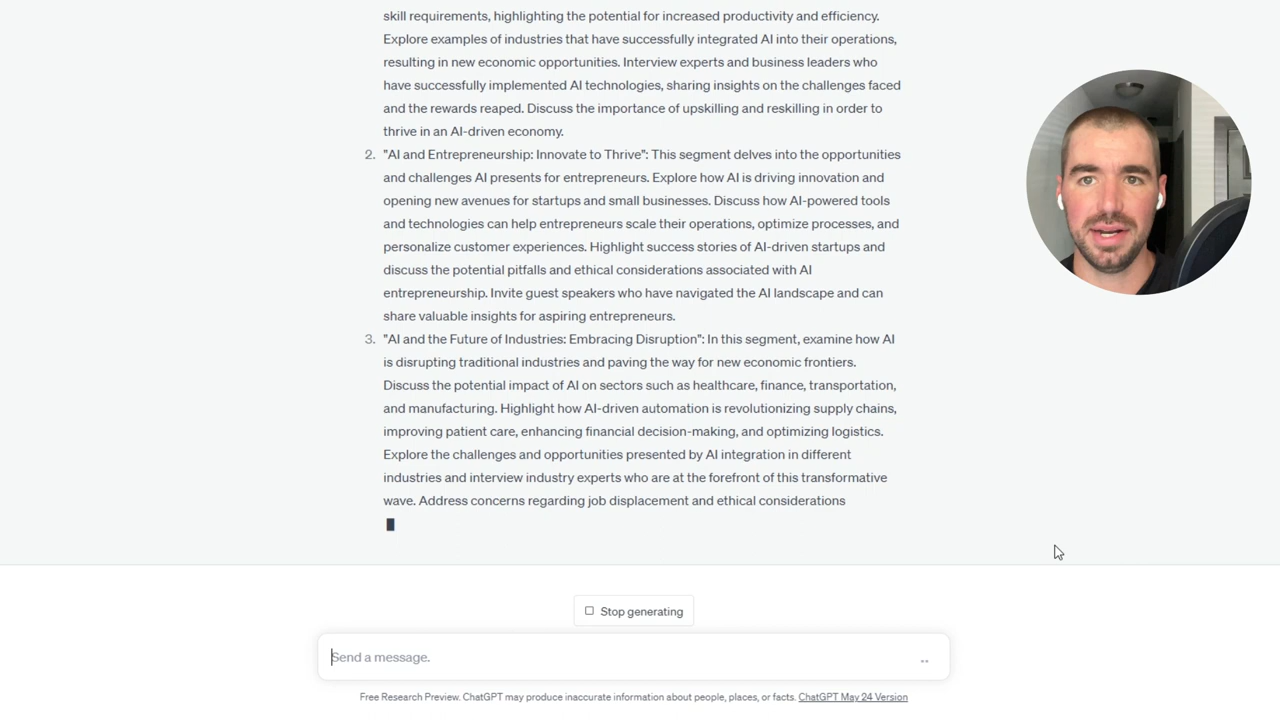 skill requirements, highlighting the potential for increased productivity and efficiency.
Explore examples of industries that have successfully integrated AI into their operations,
resulting in new economic opportunities. Interview experts and business leaders who
have successfully implemented AI technologies, sharing insights on the challenges faced
and the rewards reaped. Discuss the importance of upskilling and reskilling in order to
thrive in an AI-driven economy.
2. "AI and Entrepreneurship: Innovate to Thrive": This segment delves into the opportunities
and challenges AI presents for entrepreneurs. Explore how AI is driving innovation and
opening new avenues for startups and small businesses. Discuss how AI-powered tools
and technologies can help entrepreneurs scale their operations, optimize processes, and
personalize customer experiences. Highlight success stories of AI-driven startups and
discuss the potential pitfalls and ethical considerations associated with AI
entrepreneurship. Invite guest speakers who have navigated the AI landscape and can
share valuable insights for aspiring entrepreneurs.
3. "AI and the Future of Industries: Embracing Disruption": In this segment, examine how AI
is disrupting traditional industries and paving the way for new economic frontiers.
Discuss the potential impact of AI on sectors such as healthcare, finance, transportation,
and manufacturing. Highlight how AI-driven automation is revolutionizing supply chains,
improving patient care, enhancing financial decision-making, and optimizing logistics.
Explore the challenges and opportunities presented by AI integration in different
industries and interview industry experts who are at the forefront of this transformative
wave. Address concerns regarding job displacement and ethical considerations
Stop generating
Send a message.
Free Research Preview. ChatGPT may produce inaccurate information about people, places, or facts. ChatGPT May 24 Version